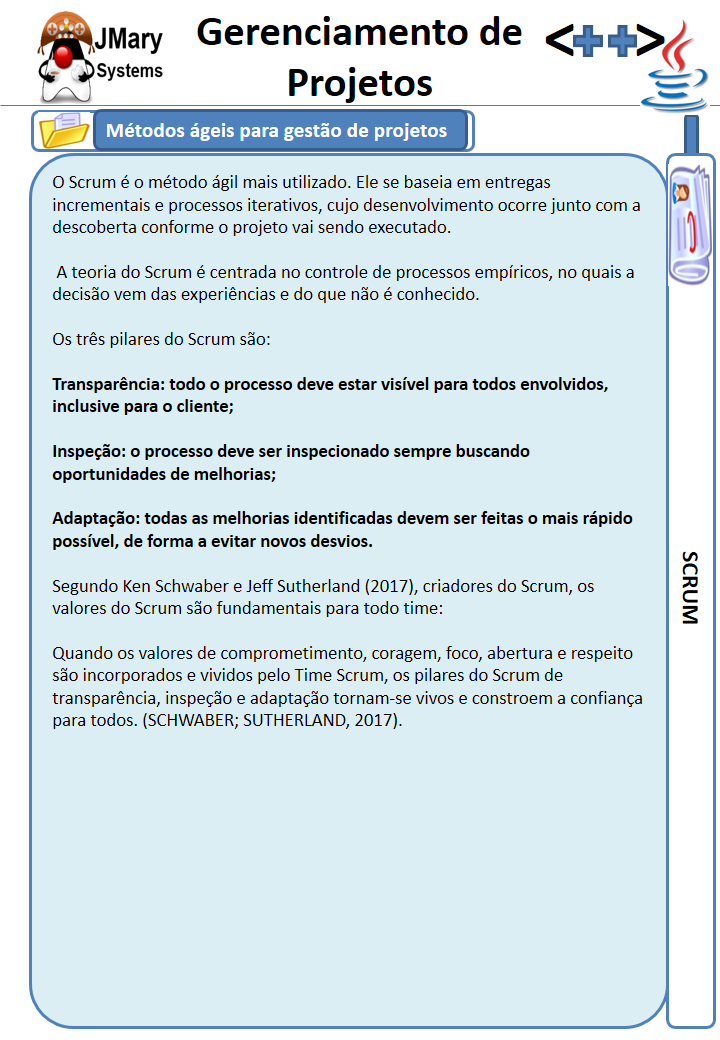 JMary
Systems
Gerenciamento de
Projetos
<++>
Métodos ágeis para gestão de projetos
O Scrum é o método ágil mais utilizado. Ele se baseia em entregas
incrementais e processos iterativos, cujo desenvolvimento ocorre junto com a
descoberta conforme o projeto vai sendo executado.
A teoria do Scrum é centrada no controle de processos empíricos, no quais a
decisão vem das experiências e do que não é conhecido.
Os três pilares do Scrum são:
Transparência: todo o processo deve estar visível para todos envolvidos,
inclusive para o cliente;
Inspeção: o processo deve ser inspecionado sempre buscando
oportunidades de melhorias;
Adaptação: todas as melhorias identificadas devem ser feitas o mais rápido
possível, de forma a evitar novos desvios.
Segundo Ken Schwaber e Jeff Sutherland (2017), criadores do Scrum, os
valores do Scrum são fundamentais para todo time:
Quando os valores de comprometimento, coragem, foco, abertura e respeito
são incorporados e vividos pelo Time Scrum, os pilares do Scrum de
transparência, inspeção e adaptação tornam-se vivos e constroem a confiança
para todos. (SCHWABER; SUTHERLAND, 2017).
SCRUM